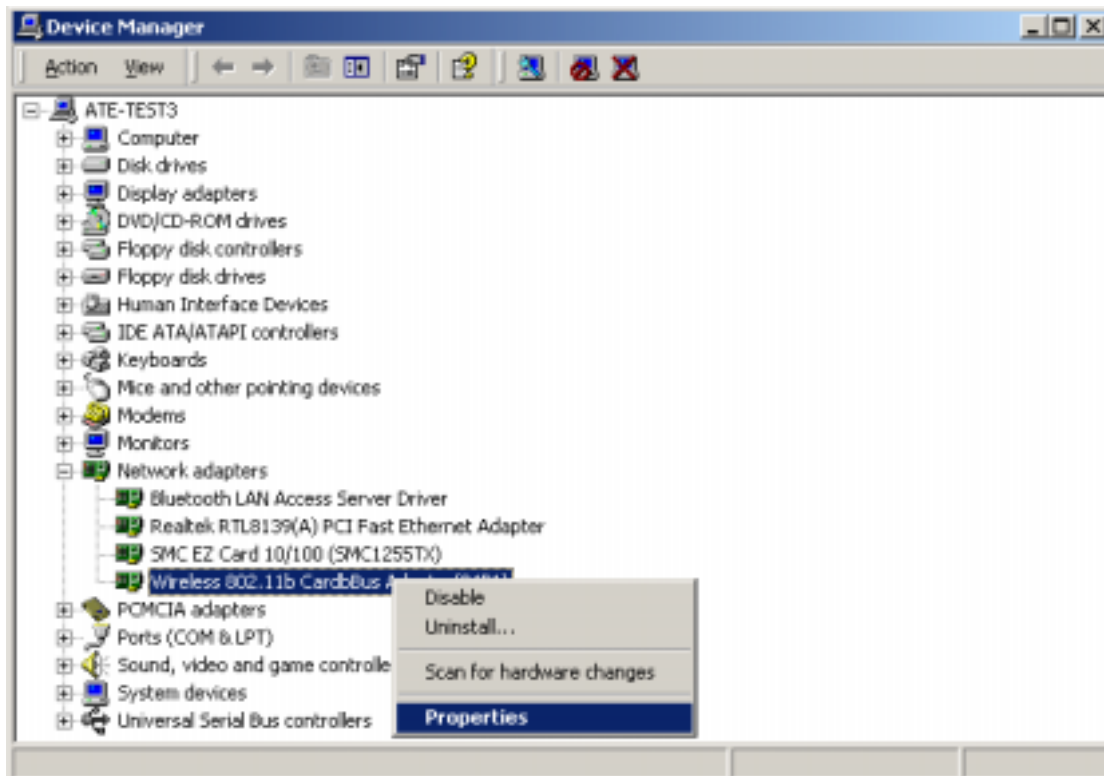 Device Manager
Action View
ATE-TEST3
Computer
Disk drives
Display adapters
DVD/CD-ROM drives
Floppy disk controllers
Floppy disk drives
Human Interface Devices
IDE ATA/ATAPI controllers
Keyboards
Mice and other pointing devices
Modems
Monitors
Network adapters
Bluetooth LAN Access Server Driver
Realtek RTL8139(A) PCI Fast Ethernet Adapter
SMC EZ Card 10/100 (SMC1255TX)
Wireless 802.11b CardbBus
PCMCIA adapters
Ports (COM & LPT)
Sound, video and game controlle
System devices
Universal Serial Bus controllers
Disable
Uninstall...
Scan for hardware changes
Properties